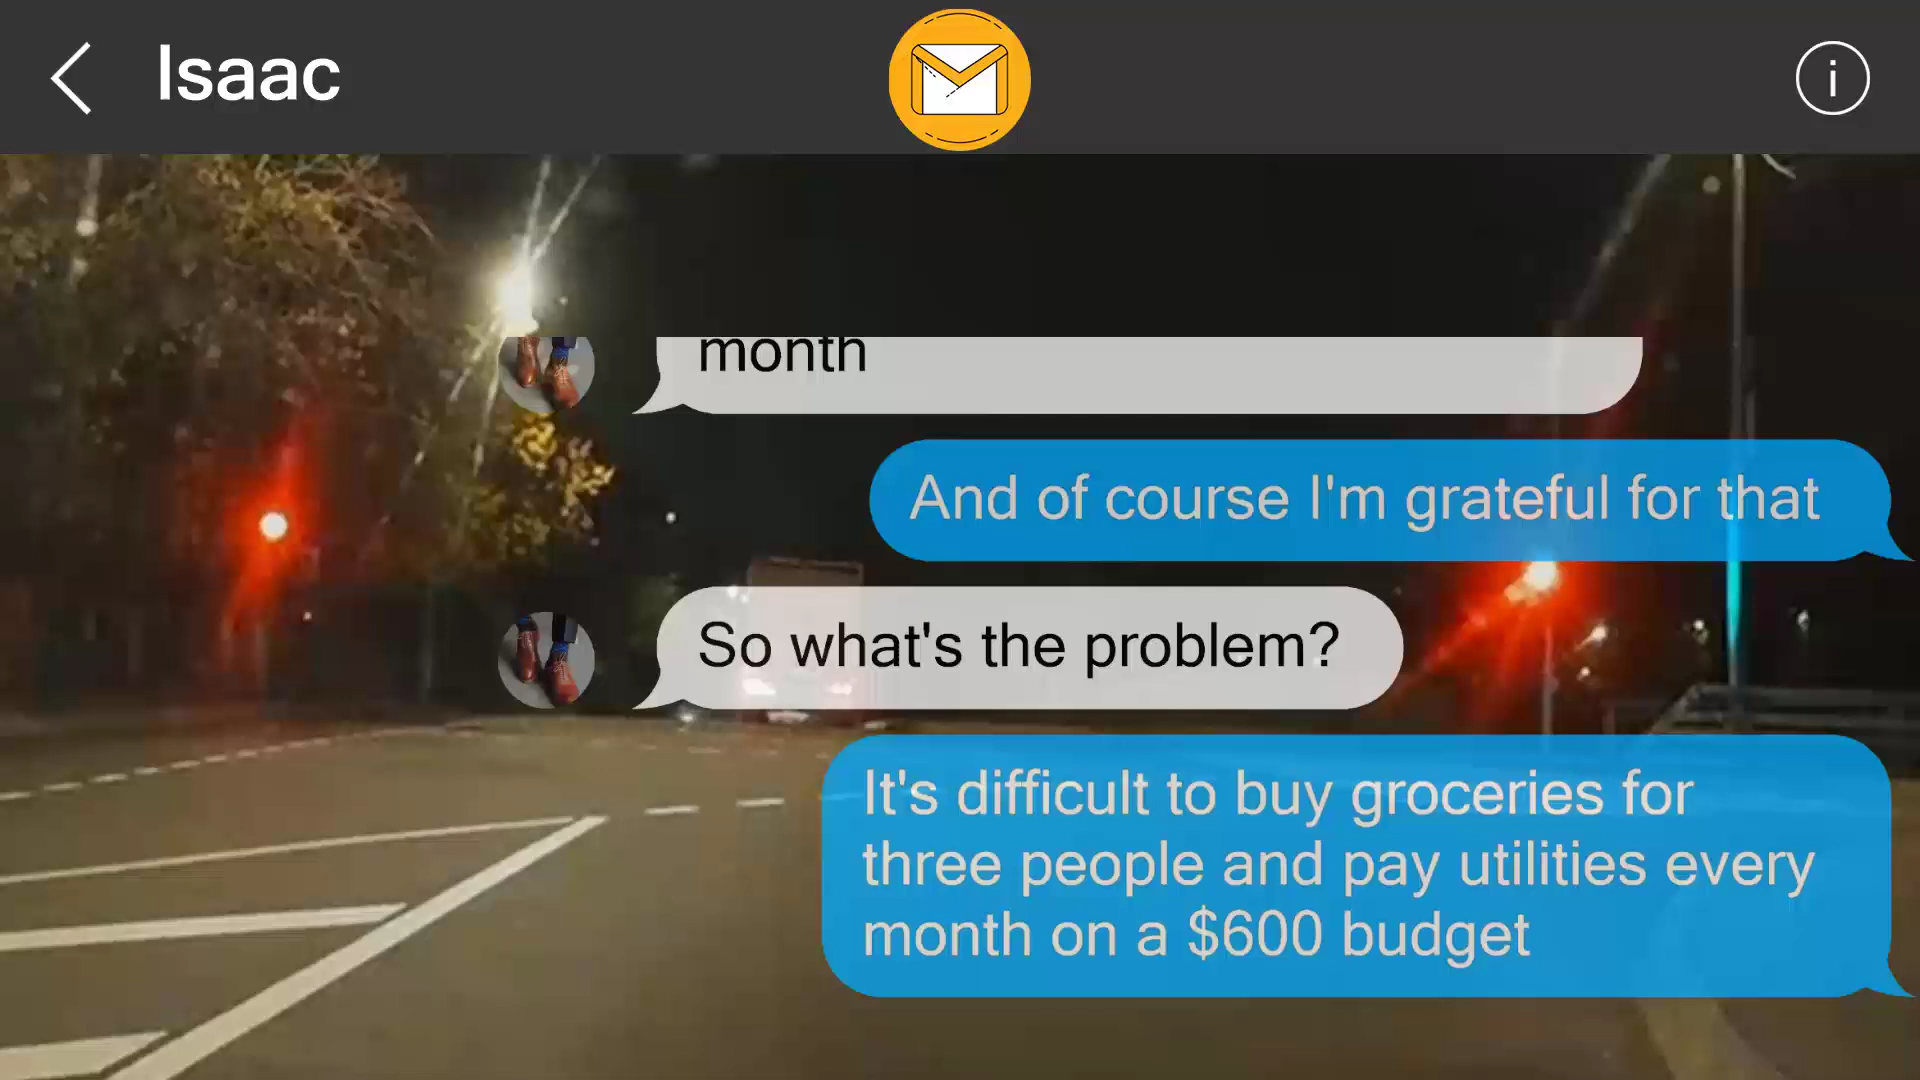 Isaac
i
month
And of course I'm grateful for that
So what's the problem?
It's difficult to buy groceries for
three people and pay utilities every
month on a $600 budget